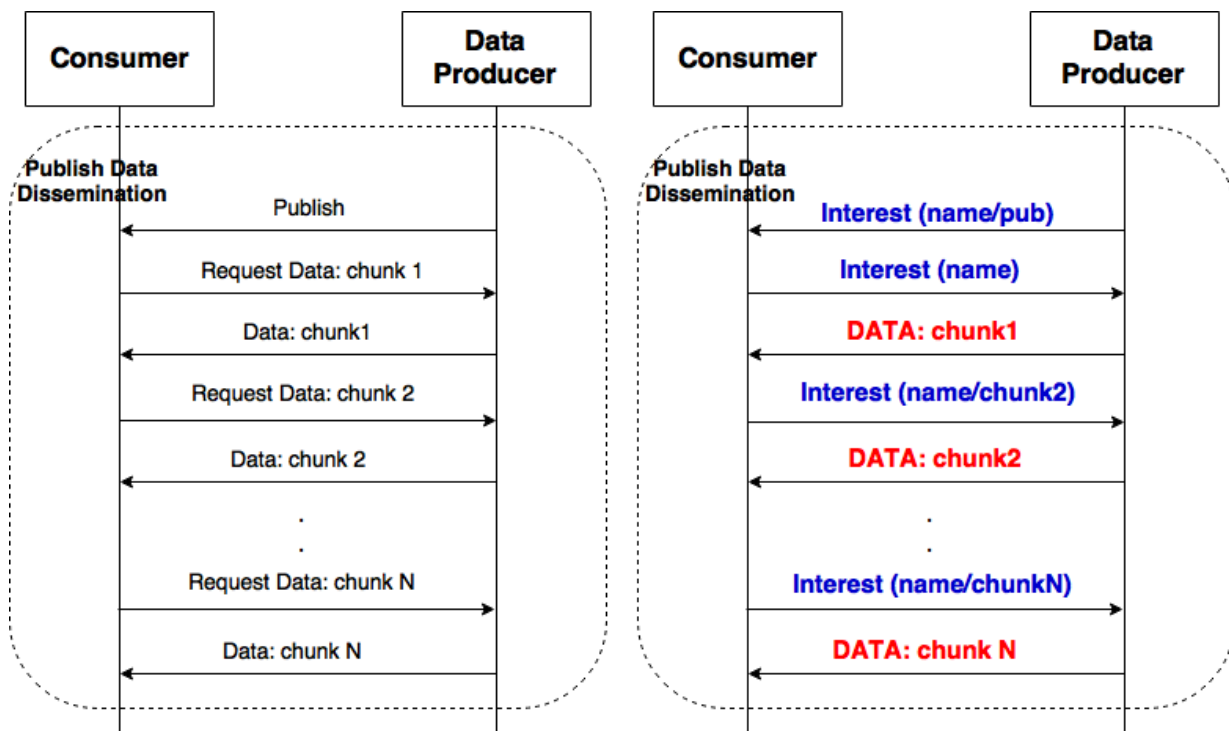 Consumer
Data
Producer
Publish Data
Dissemination
Publish
Request Data: chunk 1
Data: chunk1
Request Data: chunk 2
Data: chunk 2
.
.
Request Data: chunk N
Data: chunk N
Consumer
Data
Producer
Publish Data
Dissemination
Interest (name/pub)
Interest (name)
DATA: chunk1
Interest (name/chunk2)
DATA: chunk2
.
.
Interest (name/chunkN)
DATA: chunk N